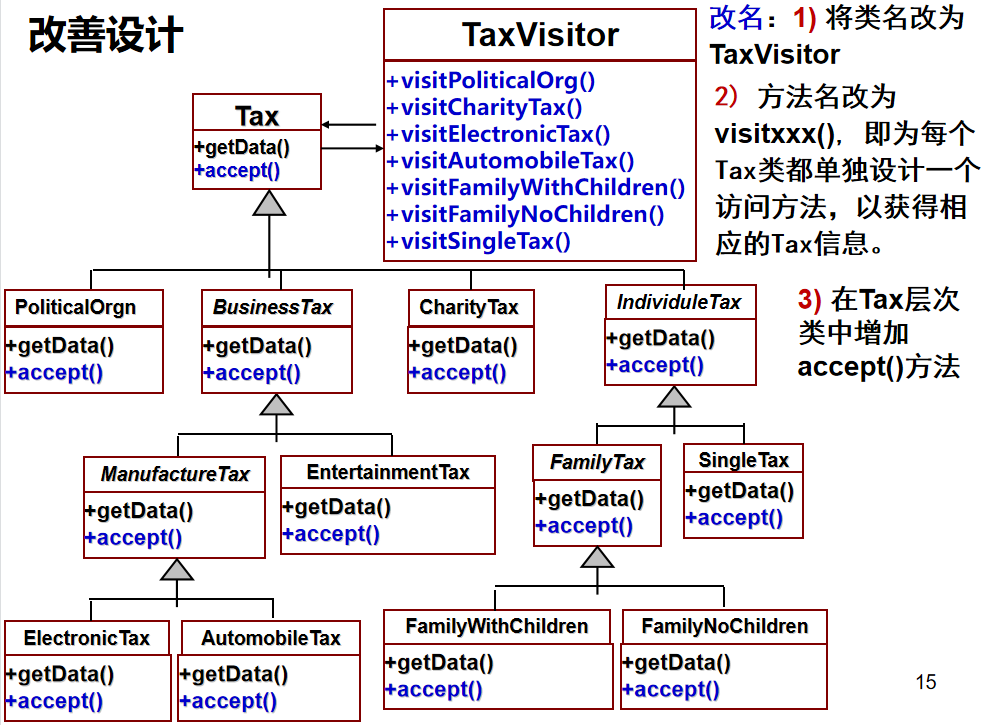 改善设计
TaxVisitor
+visitPoliticalOrg()
+visitCharityTax()
+visitElectronicTax()
+visitAutomobileTax()
+visitFamilyWithChildren()
+visitFamilyNoChildren()
+visitSingleTax()
改名：1) 将类名改为
TaxVisitor
2） 方法名改为
visitxxx()，即为每个
Tax类都单独设计一个
访问方法，以获得相
应的Tax信息。
3) 在Tax层次
类中增加
accept()方法
Tax
+getData()
+accept()
PoliticalOrgn
+getData()
+accept()
BusinessTax
+getData()
+accept()
CharityTax
+getData()
+accept()
IndividuleTax
+getData()
+accept()
ManufactureTax
+getData()
+accept()
EntertainmentTax
+getData()
+accept()
FamilyTax
+getData()
+accept()
SingleTax
+getData()
+accept()
ElectronicTax
+getData()
+accept()
AutomobileTax
+getData()
+accept()
FamilyWithChildren
+getData()
+accept()
FamilyNoChildren
+getData()
+accept()
15